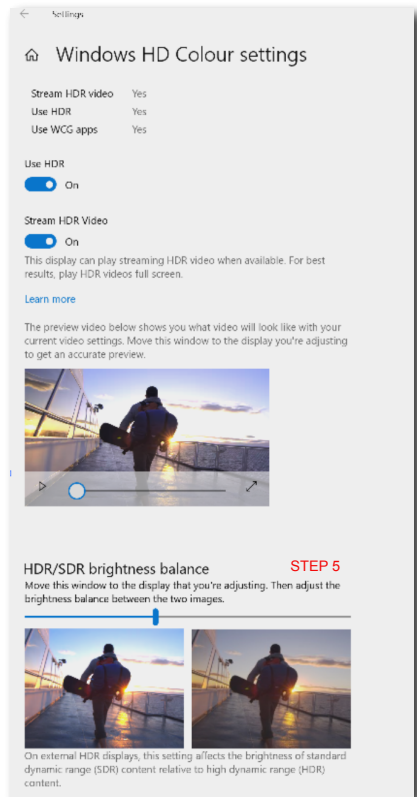 Settings
Windows HD Colour settings
Stream HDR video Yes
Use HDR Yes
Use WCG apps Yes
Use HDR
On
Stream HDR Video
On
This display can play streaming HDR video when available. For best
results, play HDR videos full screen.
Learn more
The preview video below shows you what video will look like with your
current video settings. Move this window to the display you're adjusting
to get an accurate preview.
HDR/SDR brightness balance
STEP 5
Move this window to the display that you're adjusting. Then adjust the
brightness balance between the two images.
On external HDR displays, this setting affects the brightness of standard
dynamic range (SDR) content relative to high dynamic range (HDR)
content.